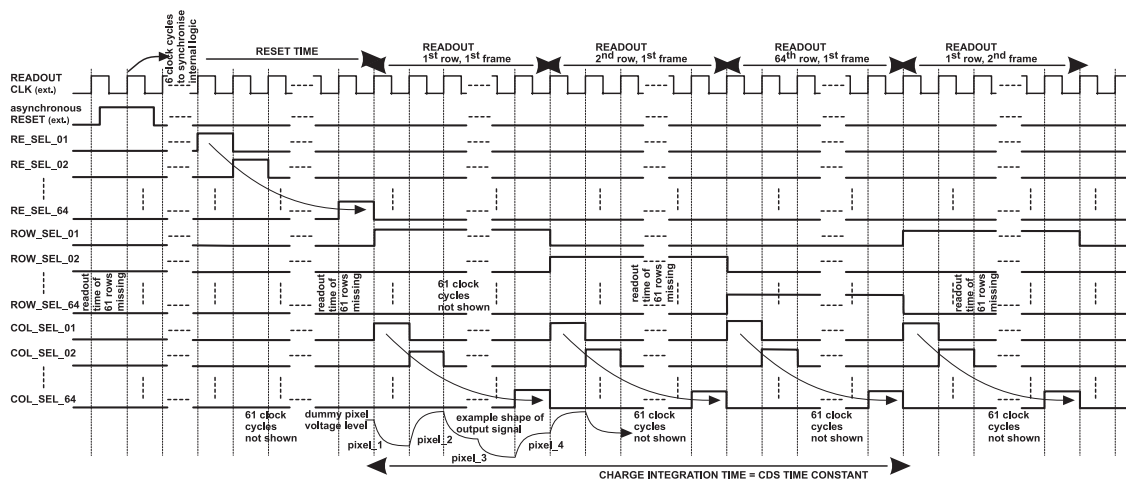 6 clock cycles
to synchronise
internal logic
RESET TIME
READOUT
1st row, 1st frame
READOUT
2nd row, 1st frame
READOUT
64th row, 1st frame
READOUT
1st row, 2nd frame
READOUT
CLK (ext.)
asynchronous
RESET (ext.)
RE_SEL_01
RE_SEL_02
RE_SEL_64
ROW_SEL_01
ROW_SEL_02
ROW_SEL_64
readout
time of
61 rows
missing
readout
time of
61 rows
missing
61 clock
cycles
not shown
readout
time of
61 rows
missing
readout
time of
61 rows
missing
COL_SEL_01
COL_SEL_02
COL_SEL_64
61 clock
cycles
not shown
dummy pixel
voltage level
pixel_1
pixel_2
example shape of
output signal
pixel_3
pixel_4
61 clock
cycles
not shown
61 clock
cycles
not shown
61 clock
cycles
not shown
CHARGE INTEGRATION TIME = CDS TIME CONSTANT